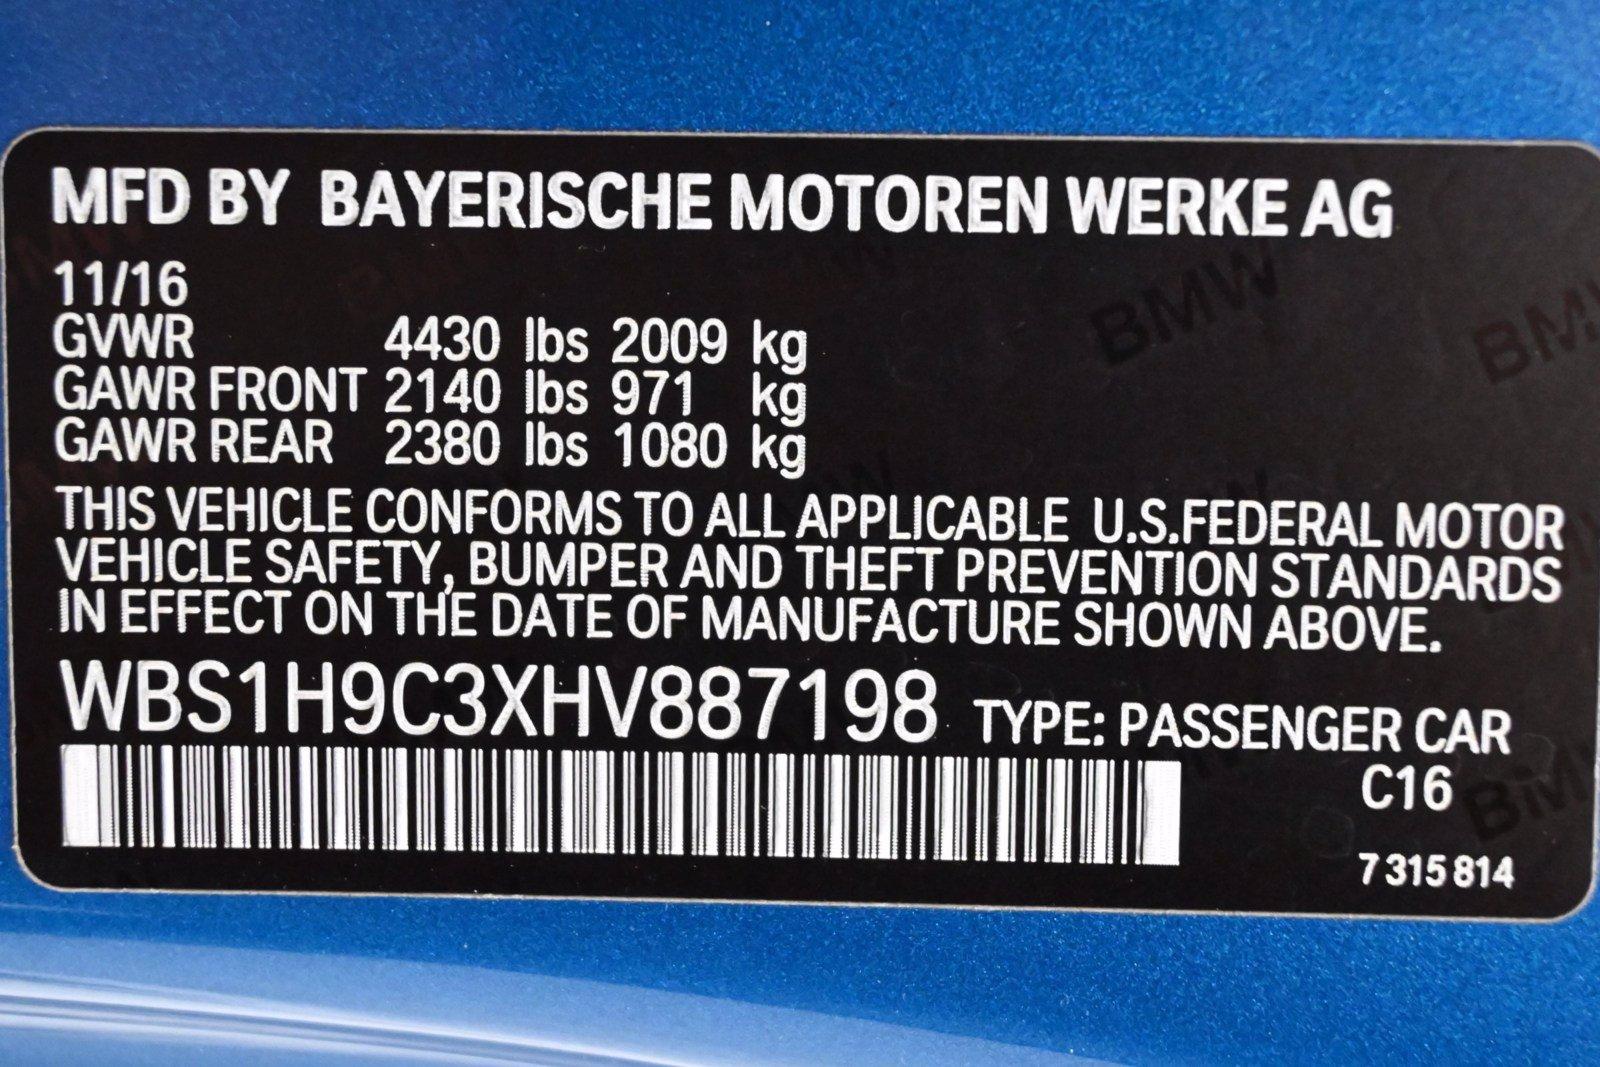 MFD BY BAYERISCHE MOTOREN WERKE AG
11/16
GVWR 4430 lbs 2009 kg
GAWR FRONT 2140 lbs 971 kg
GAWR REAR 2380 lbs 1080 kg
THIS VEHICLE CONFORMS TO ALL APPLICABLE U.S.FEDERAL MOTOR
VEHICLE SAFETY, BUMPER AND THEFT PREVENTION STANDARDS
IN EFFECT ON THE DATE OF MANUFACTURE SHOWN ABOVE.
WBS1H9C3XHV887198 TYPE: PASSENGER CAR
C16
7 315 814
BMW
BMW
BMW